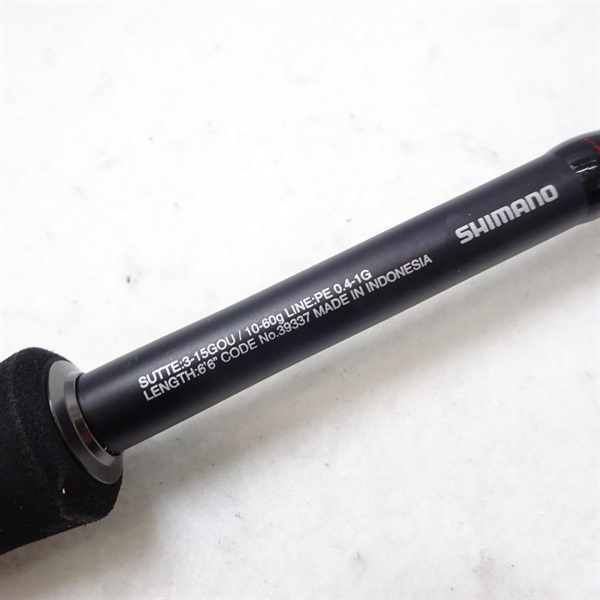 SHIMANO
SUTTE:3-15GOU / 10-60g LINE:PE 0.4-1G
LENGTH:6'6" CODE No.39337 MADE IN INDONESIA